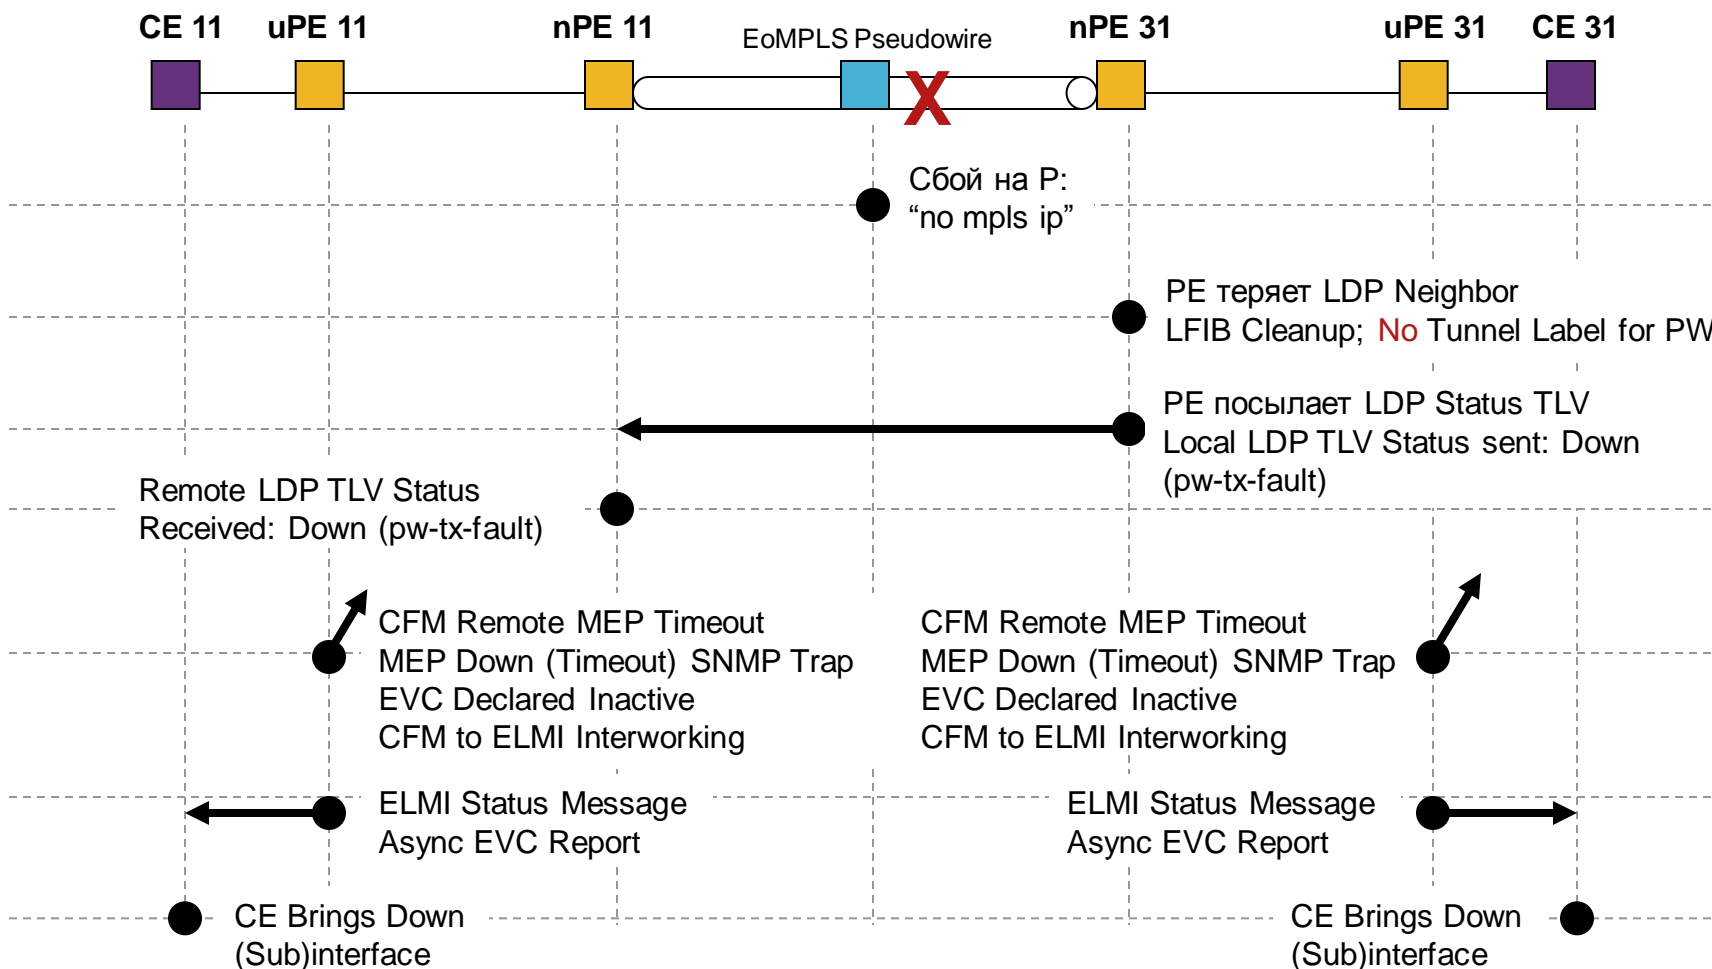 CE 11
uPE 11
nPE 11
EoMPLS Pseudowire
nPE 31
uPE 31
CE 31
X
Сбой на P:
“no mpls ip”
PE теряет LDP Neighbor
LFIB Cleanup; No Tunnel Label for PW
PE посылает LDP Status TLV
Local LDP TLV Status sent: Down
(pw-tx-fault)
Remote LDP TLV Status
Received: Down (pw-tx-fault)
CFM Remote MEP Timeout
MEP Down (Timeout) SNMP Trap
EVC Declared Inactive
CFM to ELMI Interworking
CFM Remote MEP Timeout
MEP Down (Timeout) SNMP Trap
EVC Declared Inactive
CFM to ELMI Interworking
ELMI Status Message
Async EVC Report
ELMI Status Message
Async EVC Report
CE Brings Down
(Sub)interface
CE Brings Down
(Sub)interface